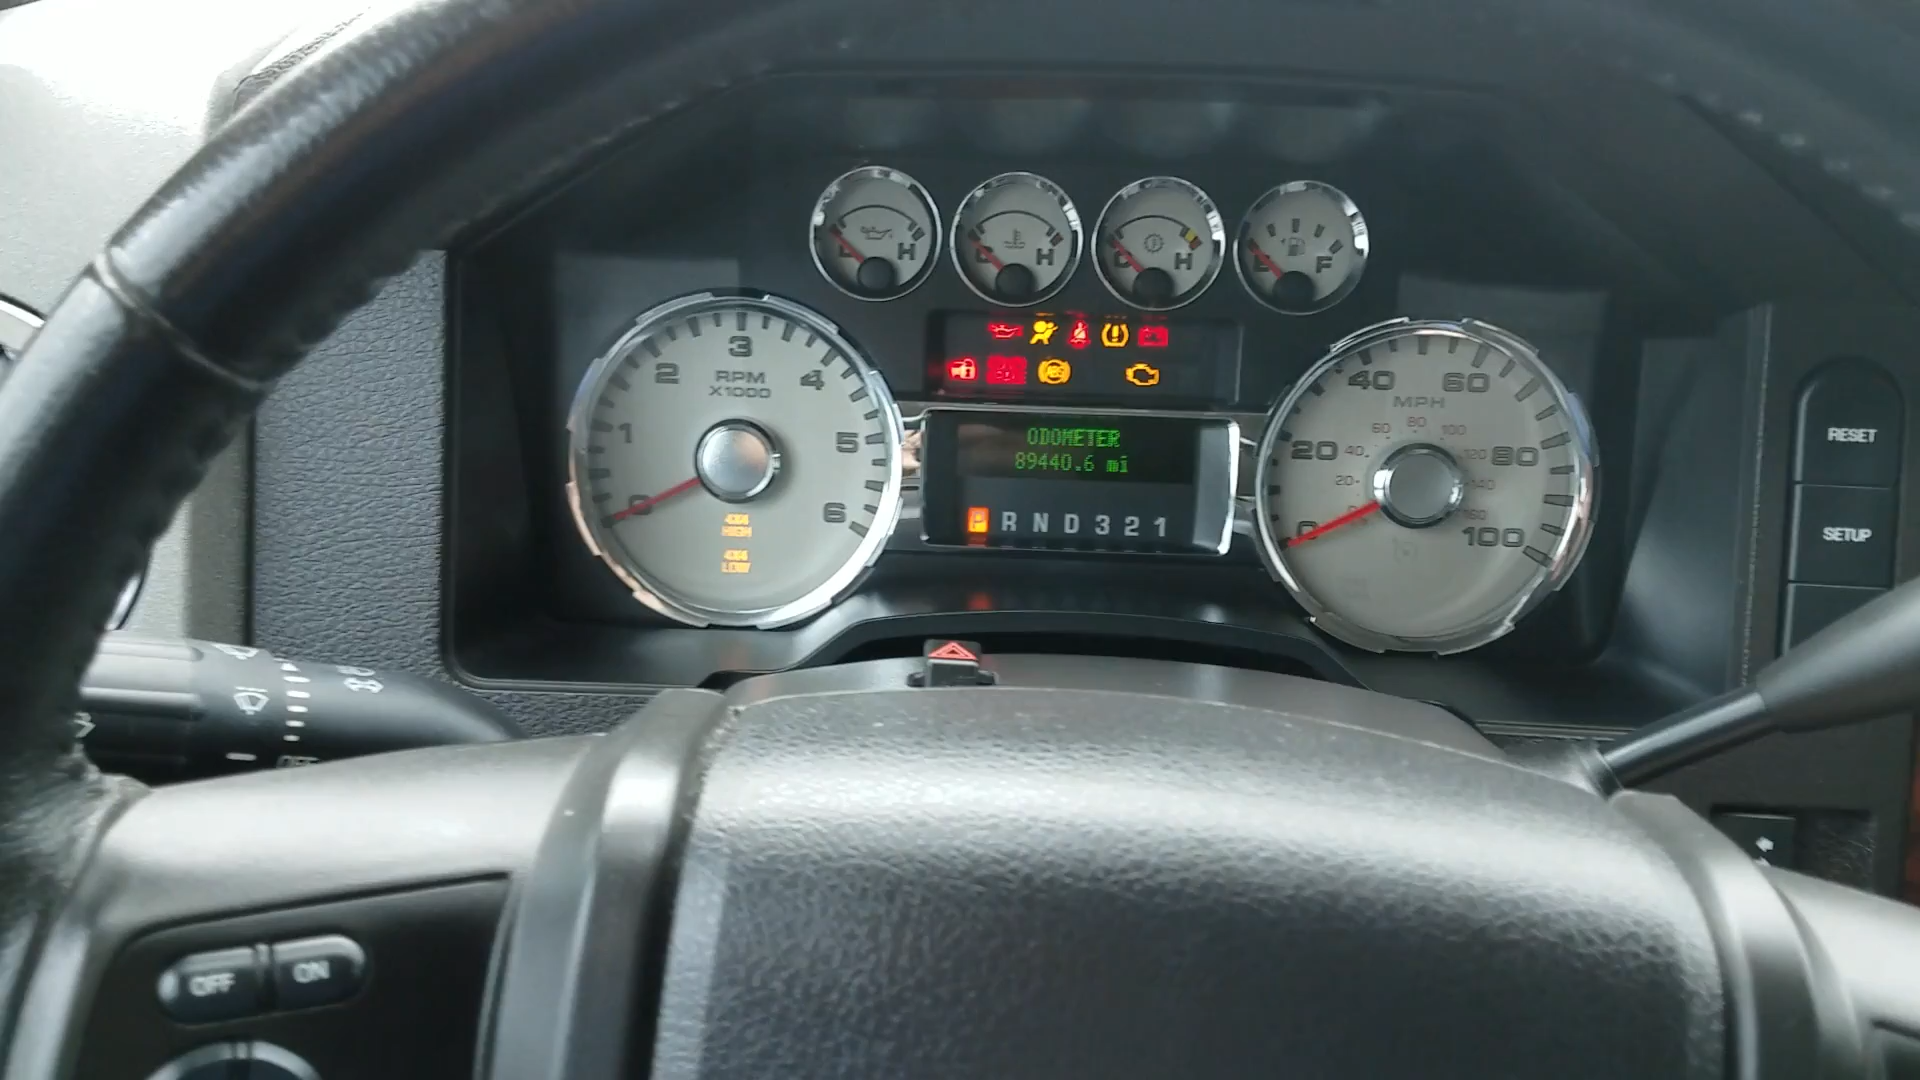 H
H
H
F
3
2
4
RPM
X1000
1
5
0
6
4X4
HIGH
4X4
LOW
ODOMETER
89440.6 mi
P R N D 3 2 1
40 60
MPH
60 80 100
20 40 120 80
20 140
0 160 100
RESET
SETUP
OFF
OFF ON